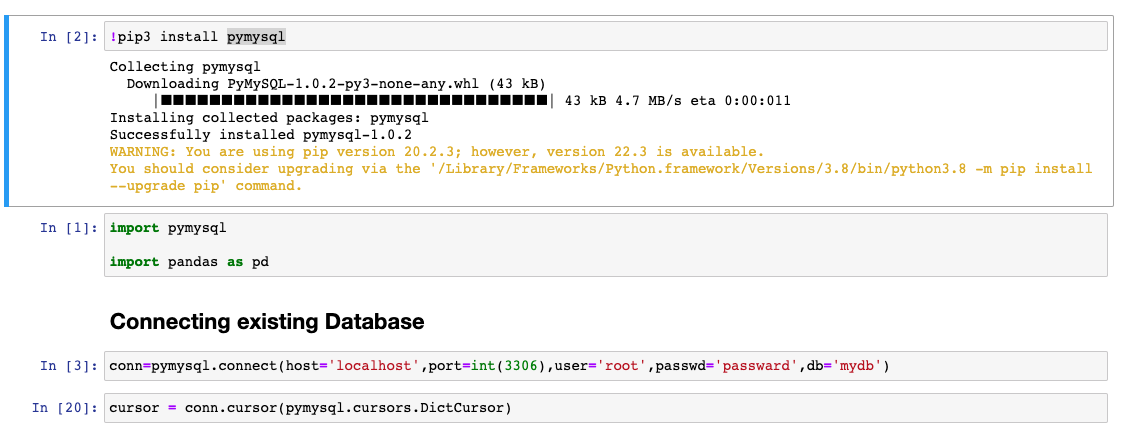 In [2]: !pip3 install pymysql
Collecting pymysql
  Downloading PyMySQL-1.0.2-py3-none-any.whl (43 kB)
     |████████████████████████████████| 43 kB 4.7 MB/s eta 0:00:011
Installing collected packages: pymysql
Successfully installed pymysql-1.0.2
WARNING: You are using pip version 20.2.3; however, version 22.3 is available.
You should consider upgrading via the '/Library/Frameworks/Python.framework/Versions/3.8/bin/python3.8 -m pip install
--upgrade pip' command.
In [1]: import pymysql
import pandas as pd
Connecting existing Database
In [3]: conn=pymysql.connect(host='localhost',port=int(3306),user='root',passwd='passward',db='mydb')
In [20]: cursor = conn.cursor(pymysql.cursors.DictCursor)